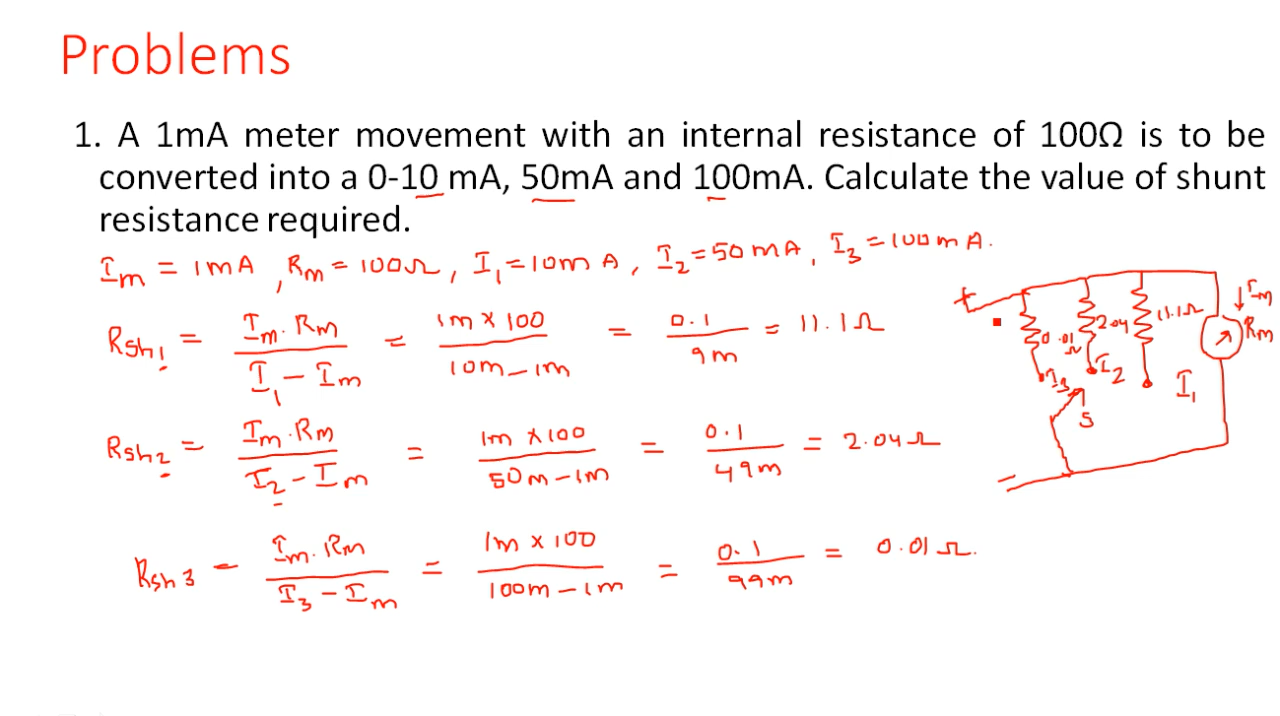 Problems
1. A 1mA meter movement with an internal resistance of 100Ω is to be
converted into a 0-10 mA, 50mA and 100mA. Calculate the value of shunt
resistance required.
Im = 1mA, Rm = 100Ω, I1 = 10mA, I2 = 50mA, I3 = 100mA.
Rsh1 = Im.Rm / I1 - Im = 1m × 100 / 10m - 1m = 0.1 / 9m = 11.1Ω
Rsh2 = Im.Rm / I2 - Im = 1m × 100 / 50m - 1m = 0.1 / 49m = 2.04Ω
Rsh3 = Im.Rm / I3 - Im = 1m × 100 / 100m - 1m = 0.1 / 99m = 0.01Ω.
+
0.01Ω
2.04
11.1Ω
Im
Rm
I3
I2
I1
S
-